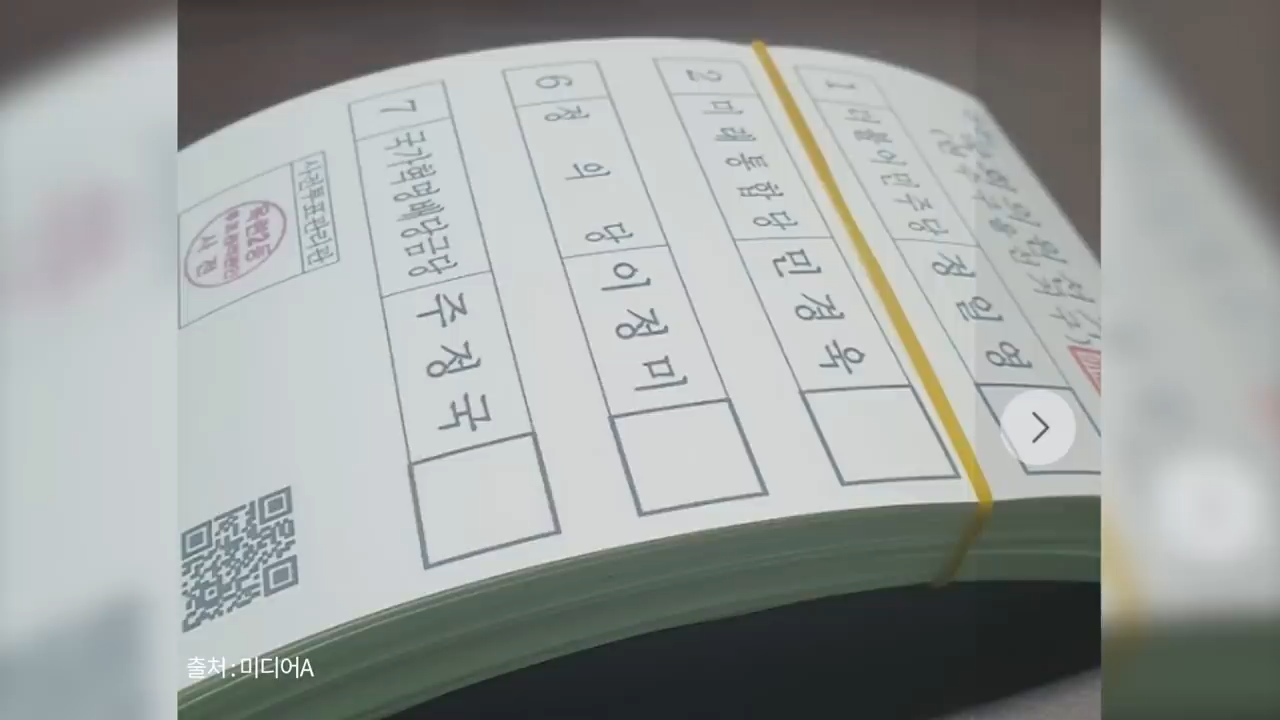 1 더불어민주당 정일영
2 미래통합당 민경욱
6 정의당 이정미
7 국가혁명배당금당 주정국
사전투표관리관
출처 : 미디어A